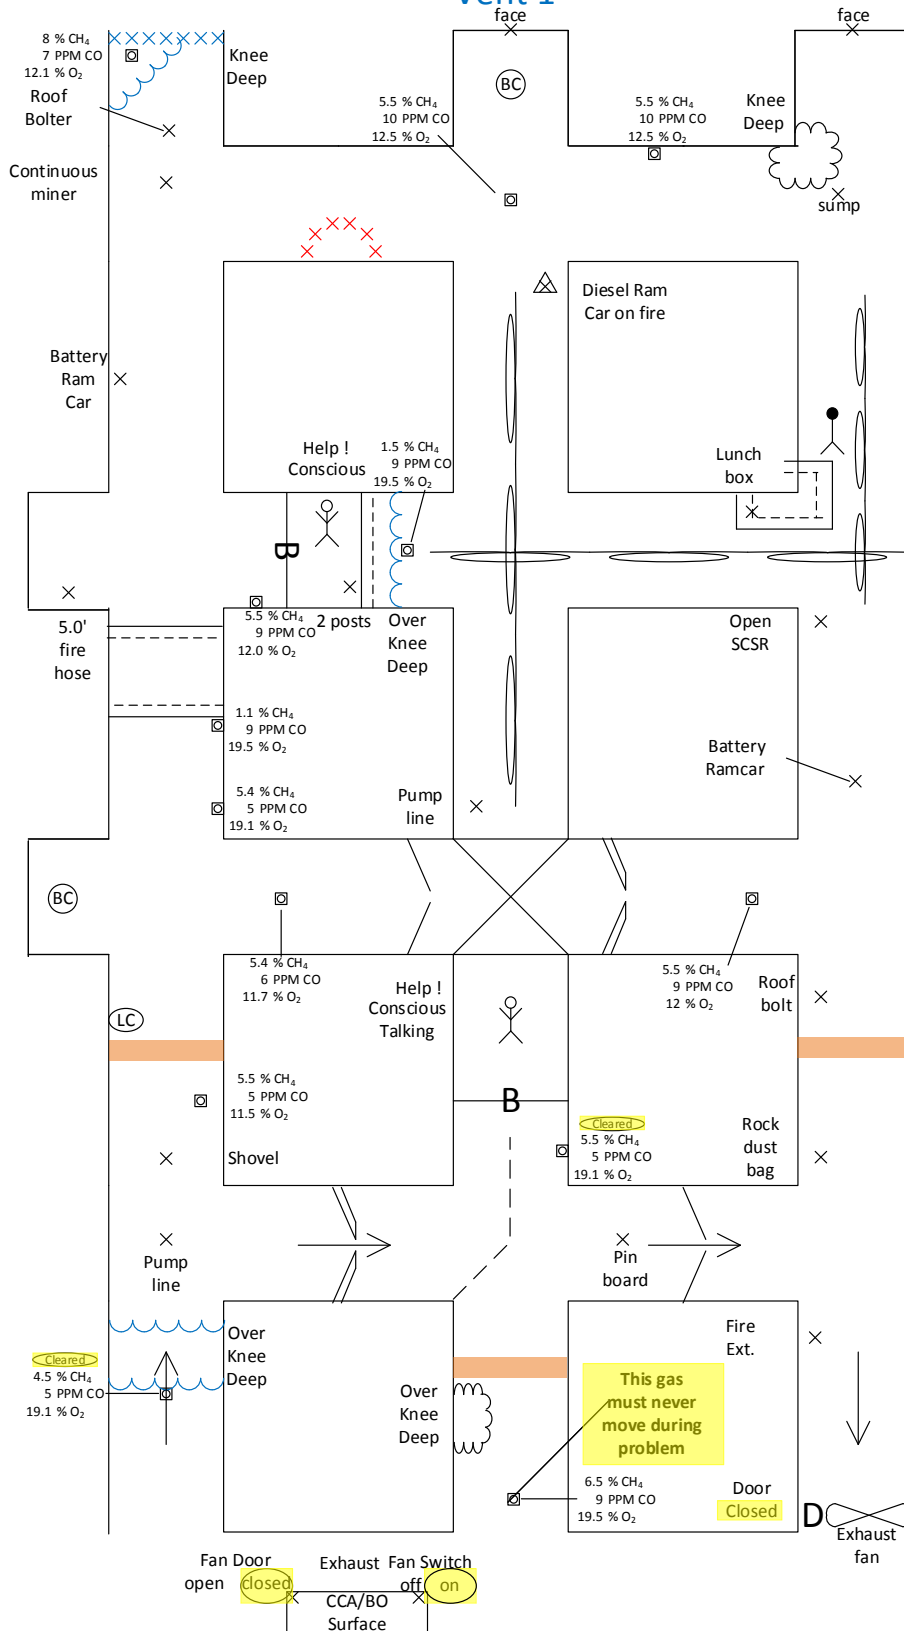 Vent 1
face
face
8 % CH₄
7 PPM CO
12.1 % O₂
Knee
Deep
Roof
Bolter
BC
5.5 % CH₄
10 PPM CO
12.5 % O₂
5.5 % CH₄
10 PPM CO
12.5 % O₂
Knee
Deep
Continuous
miner
sump
Diesel Ram
Car on fire
Battery
Ram
Car
Help !
Conscious
1.5 % CH₄
9 PPM CO
19.5 % O₂
Lunch
box
B
5.5 % CH₄
9 PPM CO
12.0 % O₂
2 posts
Over
Knee
Deep
Open
SCSR
5.0'
fire
hose
1.1 % CH₄
9 PPM CO
19.5 % O₂
Battery
Ramcar
5.4 % CH₄
5 PPM CO
19.1 % O₂
Pump
line
BC
5.4 % CH₄
6 PPM CO
11.7 % O₂
Help !
Conscious
Talking
5.5 % CH₄
9 PPM CO
12 % O₂
Roof
bolt
LC
5.5 % CH₄
5 PPM CO
11.5 % O₂
B
Cleared
5.5 % CH₄
5 PPM CO
19.1 % O₂
Rock
dust
bag
Shovel
Pump
line
Pin
board
Over
Knee
Deep
Fire
Ext.
Cleared
4.5 % CH₄
5 PPM CO
19.1 % O₂
Over
Knee
Deep
This gas
must never
move during
problem
6.5 % CH₄
9 PPM CO
19.5 % O₂
Door
Closed
D
Exhaust
fan
Fan Door
open closed
Exhaust
Fan Switch
off on
CCA/BO
Surface